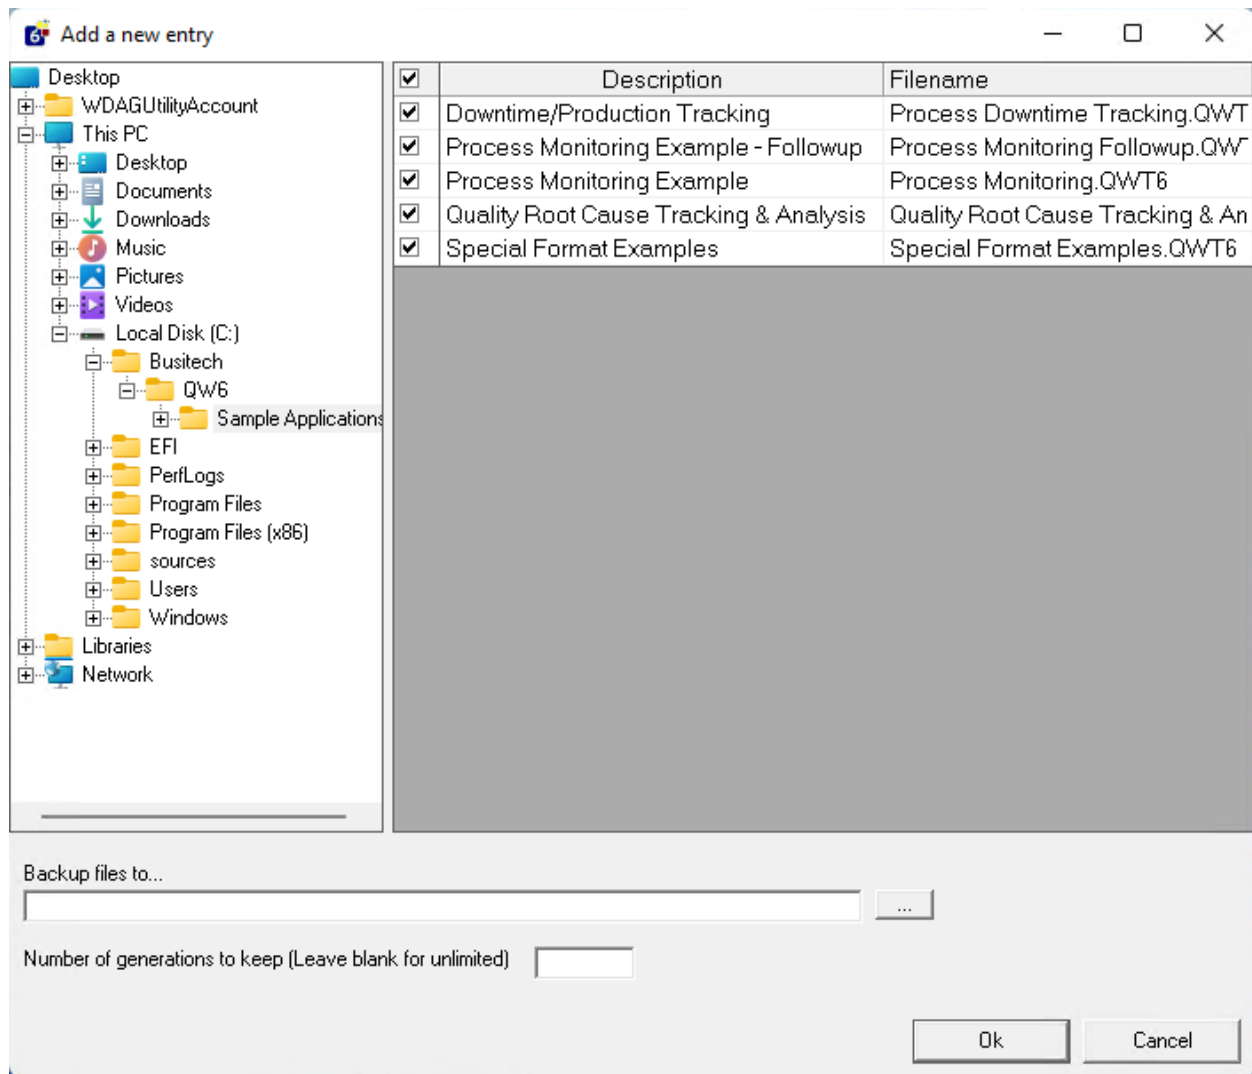 Add a new entry
Desktop
WDAGUtilityAccount
This PC
Desktop
Documents
Downloads
Music
Pictures
Videos
Local Disk (C:)
Busitech
QW6
Sample Applications
EFI
PerfLogs
Program Files
Program Files (x86)
sources
Users
Windows
Libraries
Network
Description Filename
Downtime/Production Tracking Process Downtime Tracking.QWT
Process Monitoring Example - Followup Process Monitoring Followup.QWT
Process Monitoring Example Process Monitoring.QWT6
Quality Root Cause Tracking & Analysis Quality Root Cause Tracking & An
Special Format Examples Special Format Examples.QWT6
Backup files to...
...
Number of generations to keep (Leave blank for unlimited)
Ok Cancel